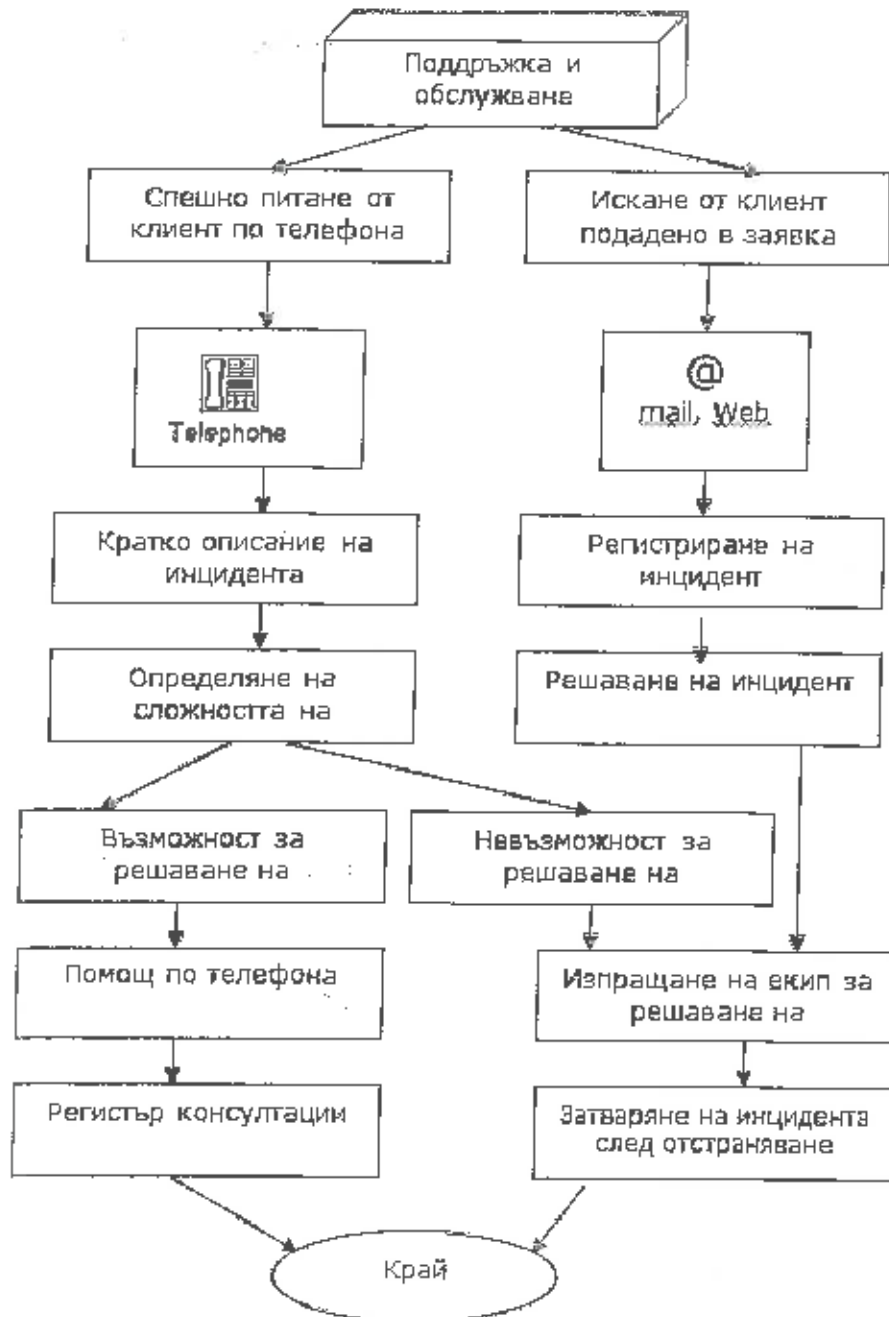 Поддръжка и
обслужване
Спешно питане от
клиент по телефона
Искане от клиент
подадено в заявка
Telephone
@
mail, Web
Кратко описание на
инцидента
Регистриране на
инцидент
Определяне на
сложността на
Решаване на инцидент
Възможност за
решаване на
Невъзможност за
решаване на
Помощ по телефона
Изпращане на екип за
решаване на
Регистър консултации
Затваряне на инцидента
след отстраняване
Край